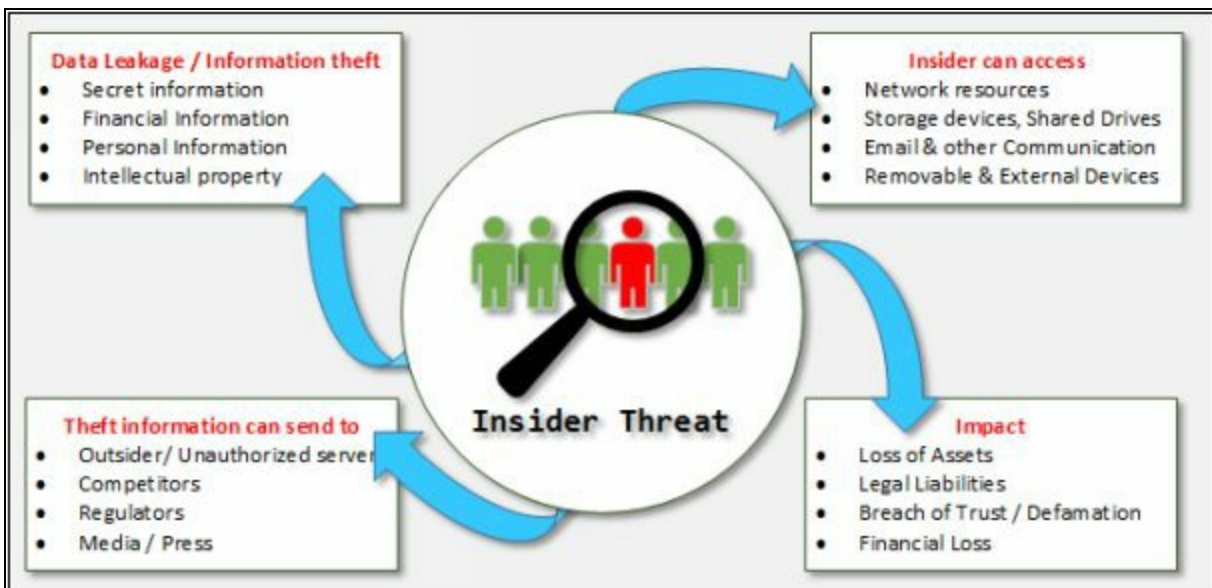 Data Leakage / Information theft
• Secret information
• Financial Information
• Personal Information
• Intellectual property
Insider can access
• Network resources
• Storage devices, Shared Drives
• Email & other Communication
• Removable & External Devices
Insider Threat
Theft information can send to
• Outsider/ Unauthorized server
• Competitors
• Regulators
• Media / Press
Impact
• Loss of Assets
• Legal Liabilities
• Breach of Trust / Defamation
• Financial Loss